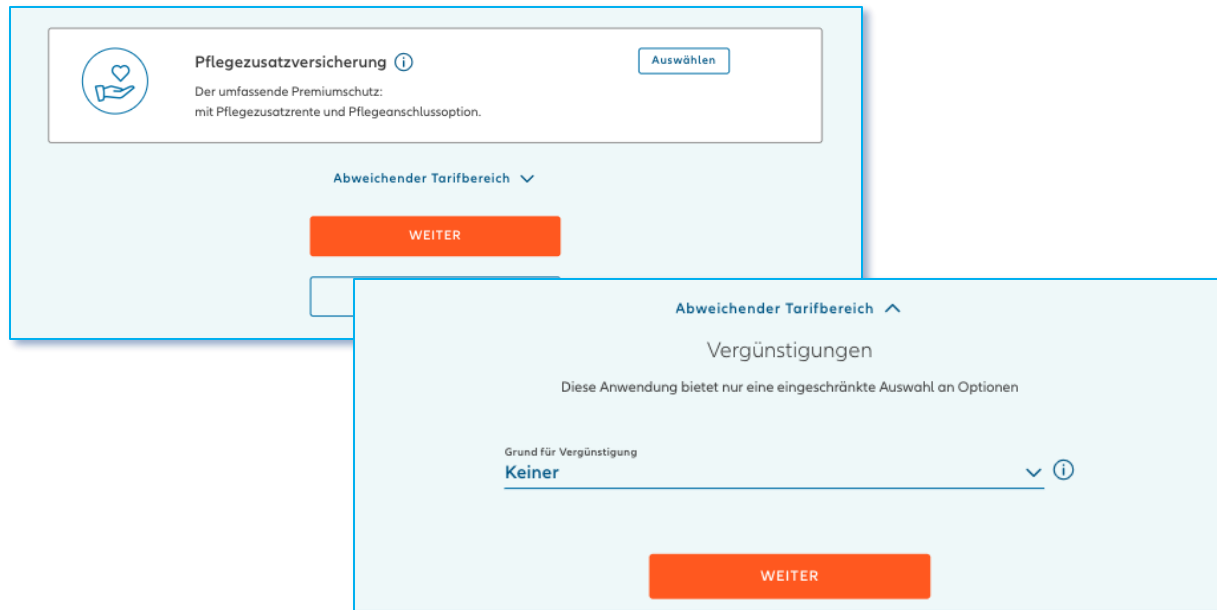 Pflegezusatzversicherung
Auswählen
Der umfassende Premiumschutz:
mit Pflegezusatzrente und Pflegeanschlussoption.
Abweichender Tarifbereich
WEITER
Abweichender Tarifbereich
Vergünstigungen
Diese Anwendung bietet nur eine eingeschränkte Auswahl an Optionen
Grund für Vergünstigung
Keiner
WEITER